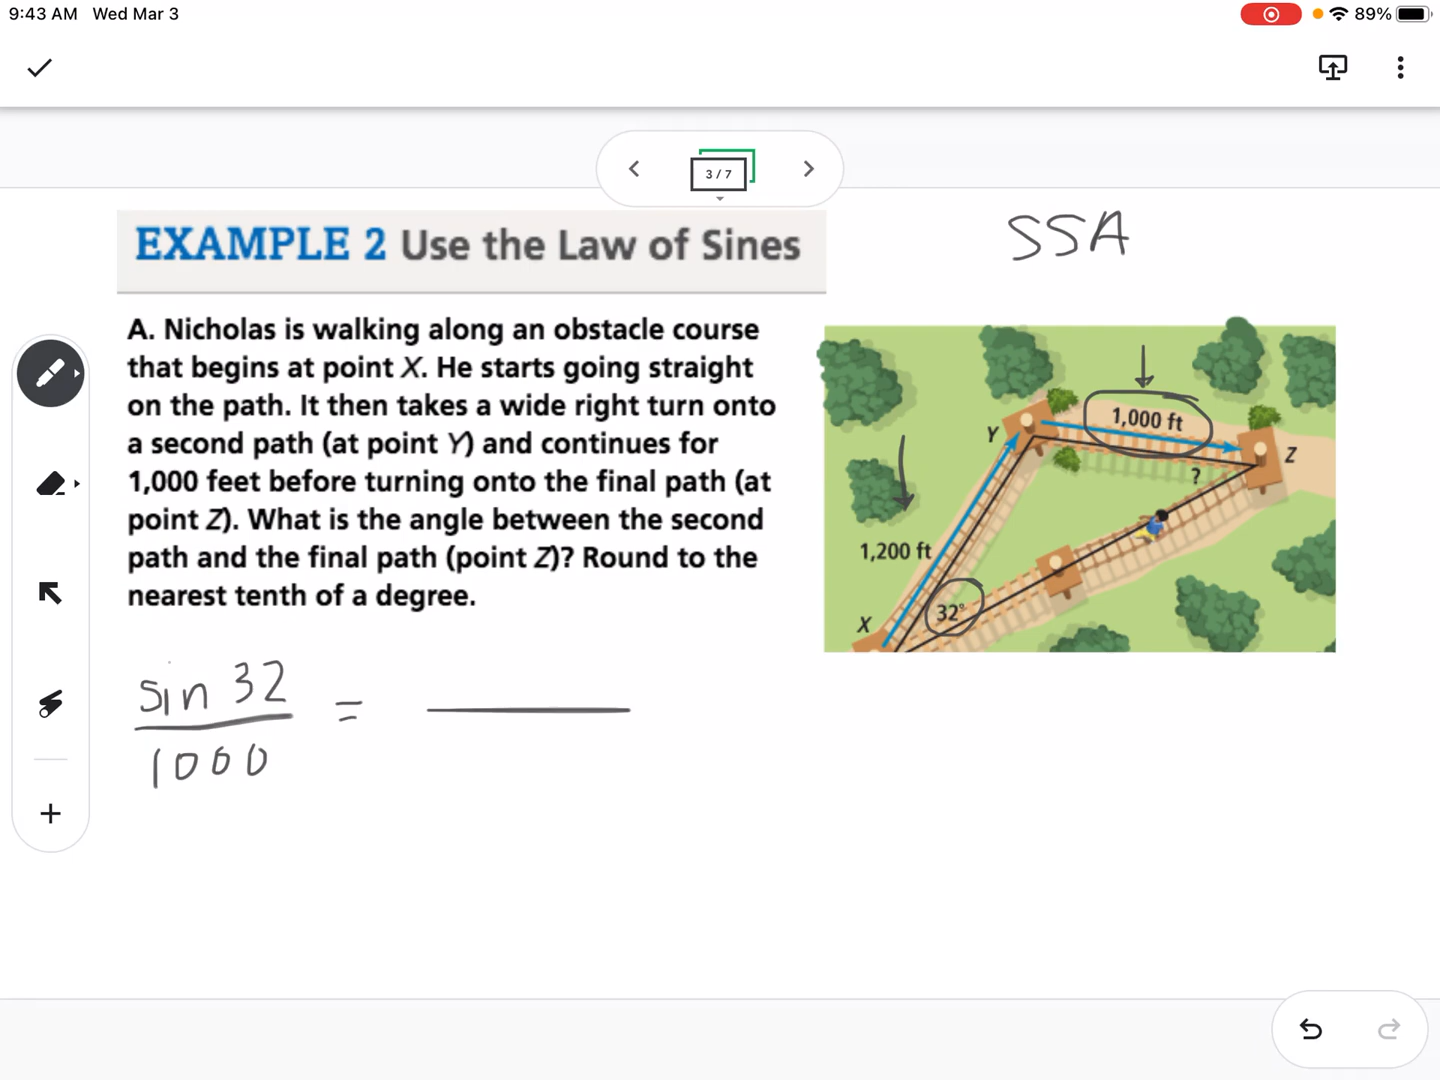 9:43 AM Wed Mar 3
89%
3 / 7
EXAMPLE 2 Use the Law of Sines
SSA
A. Nicholas is walking along an obstacle course
that begins at point X. He starts going straight
on the path. It then takes a wide right turn onto
a second path (at point Y) and continues for
1,000 feet before turning onto the final path (at
point Z). What is the angle between the second
path and the final path (point Z)? Round to the
nearest tenth of a degree.
1,000 ft
Y
Z
?
1,200 ft
32°
X
sin 32
=
1000